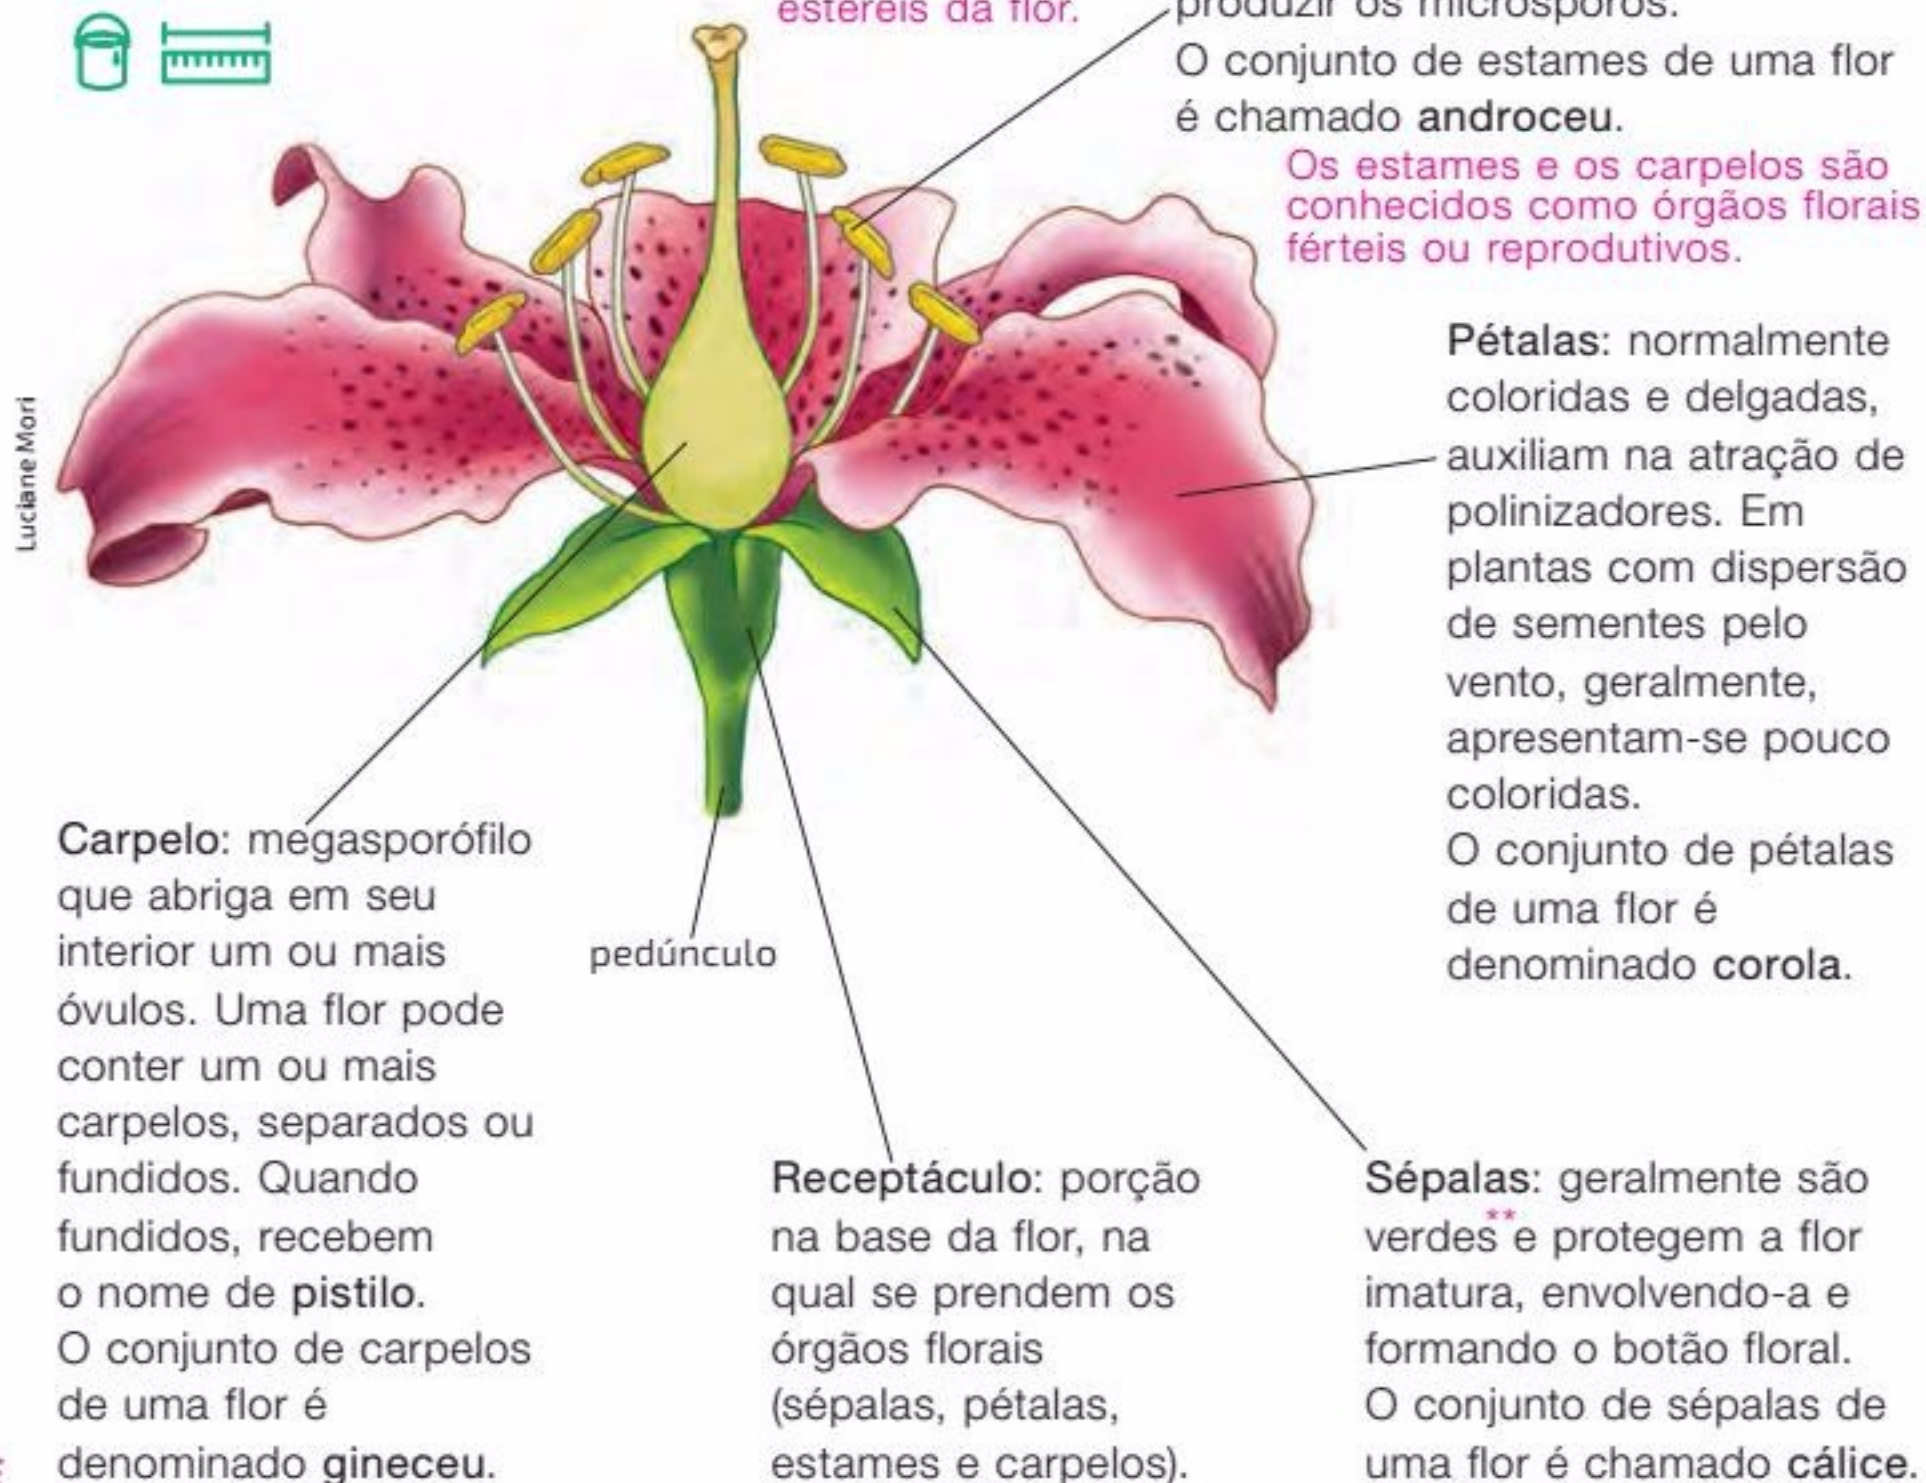 estéreis da flor.
produzir os micrósporos.
O conjunto de estames de uma flor
é chamado androceu.
Os estames e os carpelos são
conhecidos como órgãos florais
férteis ou reprodutivos.
Pétalas: normalmente
coloridas e delgadas,
auxiliam na atração de
polinizadores. Em
plantas com dispersão
de sementes pelo
vento, geralmente,
apresentam-se pouco
coloridas.
O conjunto de pétalas
de uma flor é
denominado corola.
Luciane Mori
Carpelo: megasporófilo
que abriga em seu
interior um ou mais
óvulos. Uma flor pode
conter um ou mais
carpelos, separados ou
fundidos. Quando
fundidos, recebem
o nome de pistilo.
O conjunto de carpelos
de uma flor é
denominado gineceu.
pedúnculo
Receptáculo: porção
na base da flor, na
qual se prendem os
órgãos florais
(sépalas, pétalas,
estames e carpelos).
Sépalas: geralmente são
verdes** e protegem a flor
imatura, envolvendo-a e
formando o botão floral.
O conjunto de sépalas de
uma flor é chamado cálice.